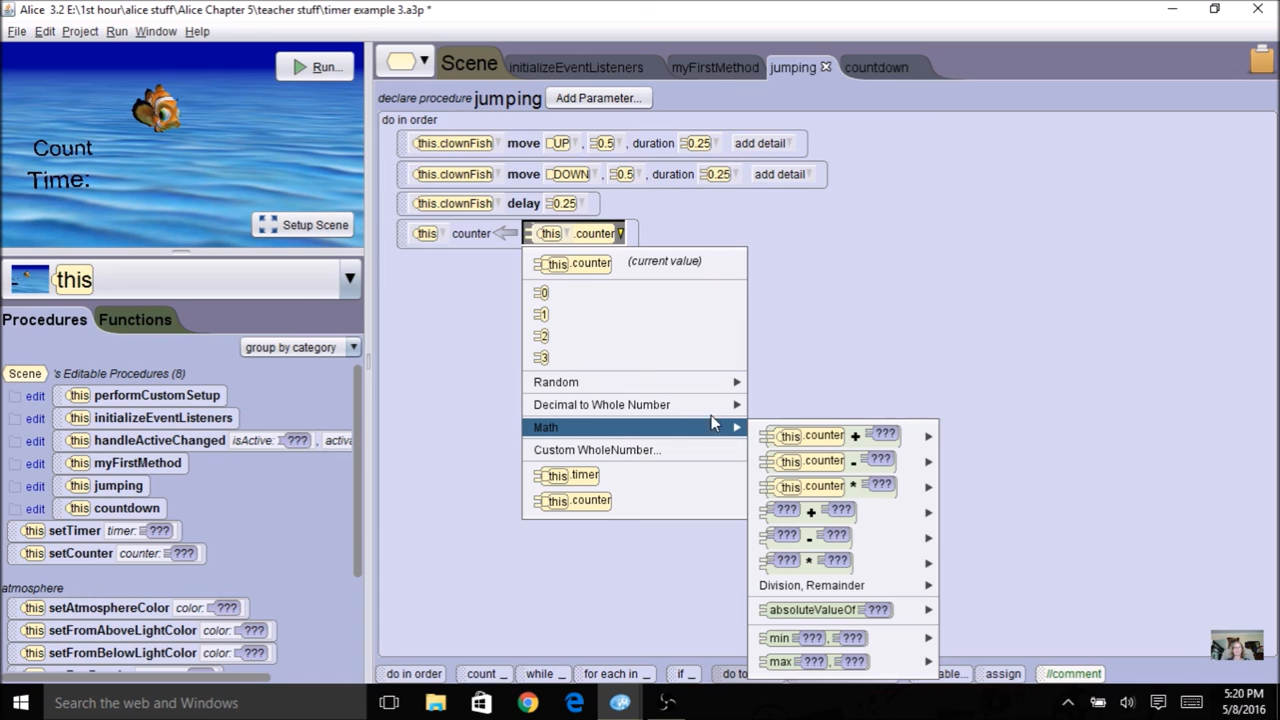 Alice 3.2 E:\1st hour\alice stuff\Alice Chapter 5\teacher stuff\timer example 3.a3p *
File Edit Project Run Window Help
Run...
Count
Time:
Setup Scene
Scene initializeEventListeners myFirstMethod jumping countdown
declare procedure jumping Add Parameter...
do in order
this.clownFish move UP , 0.5 , duration 0.25 add detail
this.clownFish move DOWN , 0.5 , duration 0.25 add detail
this.clownFish delay 0.25
this counter this .counter
this.counter (current value)
0
1
2
3
Random
Decimal to Whole Number
Math
Custom WholeNumber...
this.timer
this.counter
this.counter + ???
this.counter - ???
this.counter * ???
??? + ???
??? - ???
??? * ???
Division, Remainder
absoluteValueOf ???
min ??? , ???
max ??? , ???
this
Procedures Functions
group by category
Scene 's Editable Procedures (8)
edit this performCustomSetup
edit this initializeEventListeners
edit this handleActiveChanged isActive: ??? , activa
edit this myFirstMethod
edit this jumping
edit this countdown
this setTimer timer: ???
this setCounter counter: ???
atmosphere
this setAtmosphereColor color: ???
this setFromAboveLightColor color: ???
this setFromBelowLightColor color: ???
do in order count _ while _ for each in _ if _ do to able... assign //comment
Search the web and Windows
5:20 PM
5/8/2016